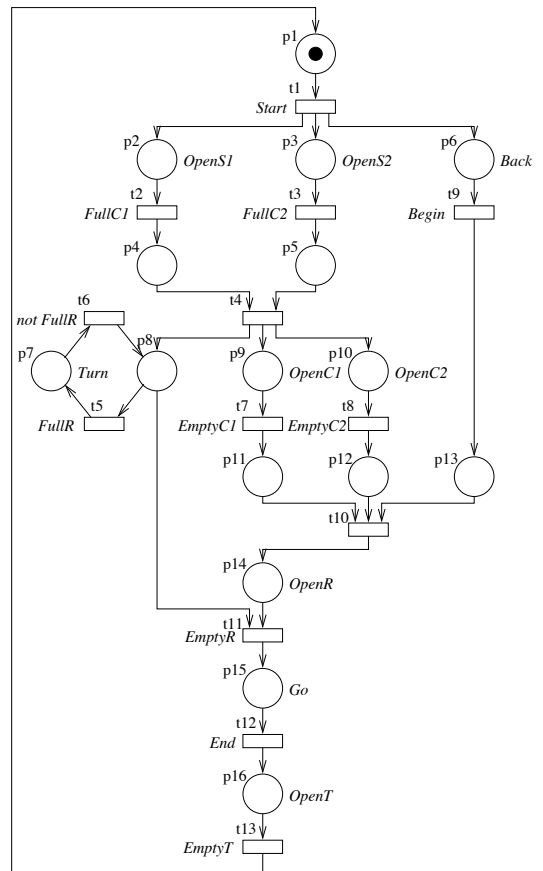 p1
t1
Start
p2 p3 p6
OpenS1 OpenS2 Back
t2 t3 t9
FullC1 FullC2 Begin
p4 p5
t6 t4
not FullR
p7 p8 p9 p10
Turn OpenC1 OpenC2
t5 t7 t8
FullR EmptyC1 EmptyC2
p11 p12 p13
t10
p14
OpenR
t11
EmptyR
p15
Go
t12
End
p16
OpenT
t13
EmptyT